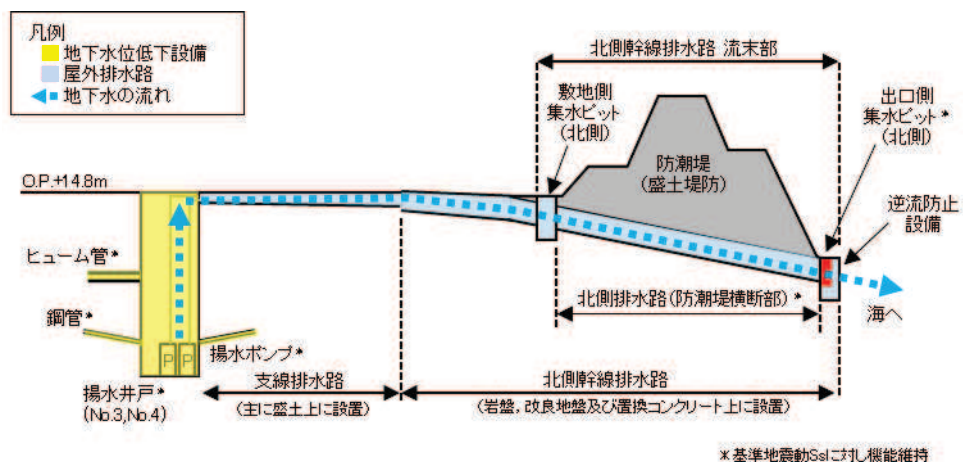 凡例
地下水位低下設備
屋外排水路
地下水の流れ
北側幹線排水路 流末部
敷地側
集水ピット
(北側)
出口側
集水ピット*
(北側)
防潮堤
(盛土堤防)
O.P.+14.8m
逆流防止
設備
ヒューム管*
鋼管*
北側排水路(防潮堤横断部)*
海へ
P P
揚水ポンプ*
揚水井戸*
(No.3,No.4)
支線排水路
(主に盛土上に設置)
北側幹線排水路
(岩盤,改良地盤及び置換コンクリート上に設置)
*基準地震動Ssに対し機能維持